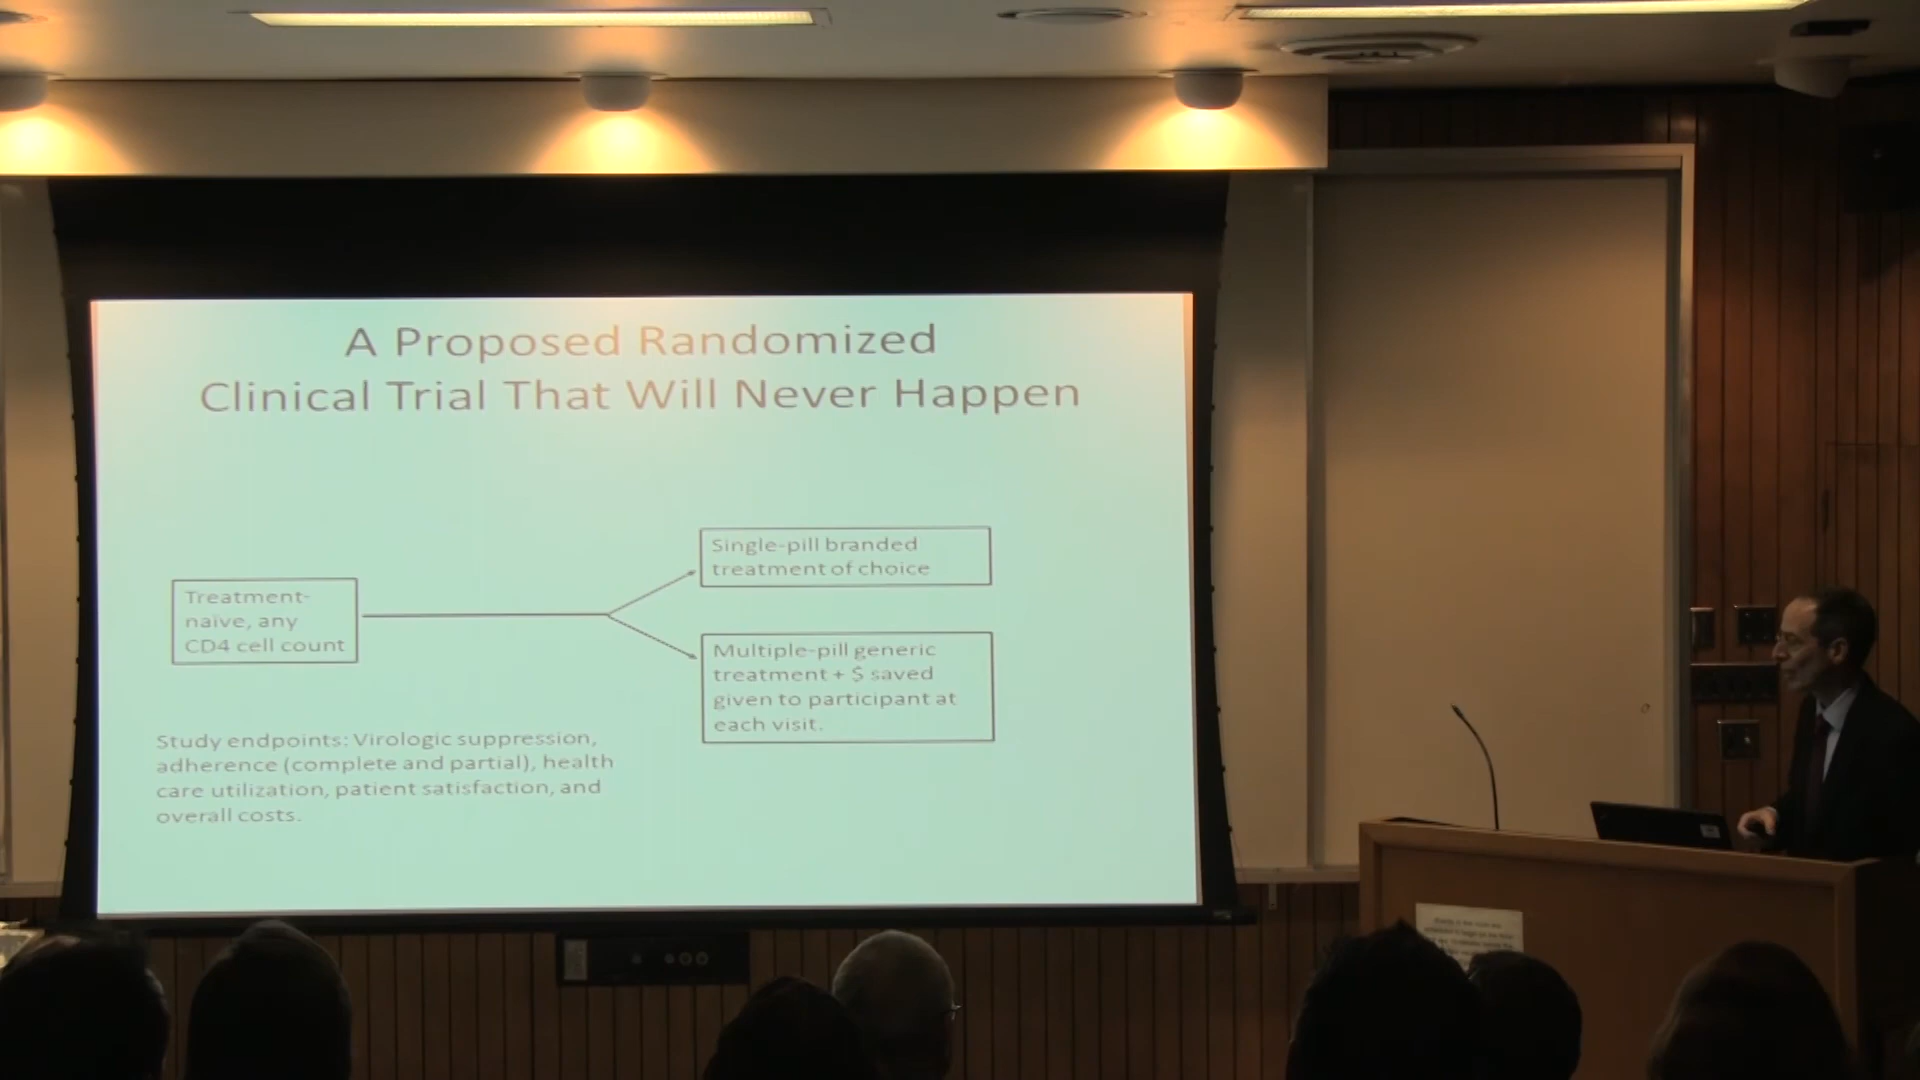 A Proposed Randomized
Clinical Trial That Will Never Happen
Treatment-
naïve, any
CD4 cell count
Single-pill branded
treatment of choice
Multiple-pill generic
treatment + $ saved
given to participant at
each visit.
Study endpoints: Virologic suppression,
adherence (complete and partial), health
care utilization, patient satisfaction, and
overall costs.